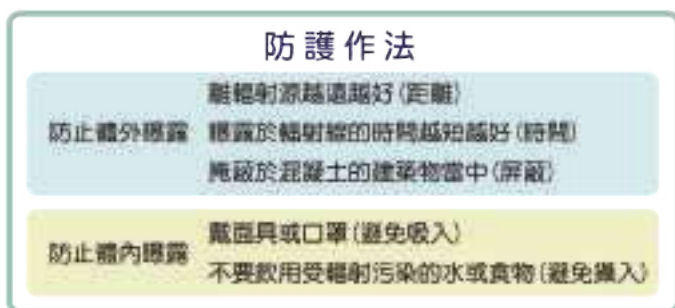 防護作法
離輻射源越遠越好(距離)
防止體外曝露
曝露於輻射線的時間越短越好(時間)
掩蔽於混凝土的建築物當中(屏蔽)
戴面具或口罩(避免吸入)
防止體內曝露
不要飲用受輻射污染的水或食物(避免攝入)